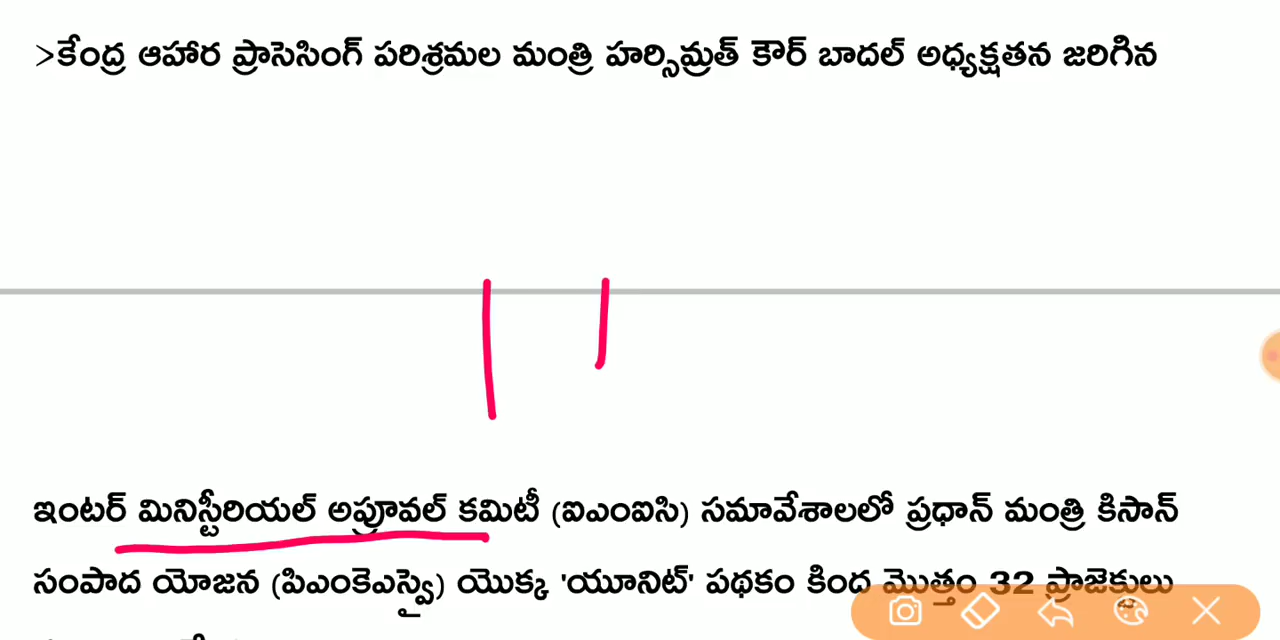 >కేంద్ర ఆహార ప్రాసెసింగ్ పరిశ్రమల మంత్రి హర్సిమ్రత్ కౌర్ బాదల్ అధ్యక్షతన జరిగిన
ఇంటర్ మినిస్టీరియల్ అప్రూవల్ కమిటీ (ఐఎంఐసి) సమావేశాలలో ప్రధాన్ మంత్రి కిసాన్
సంపాద యోజన (పిఎంకెఎస్వై) యొక్క 'యూనిట్' పథకం కింద మొత్తం 32 ప్రాజెక్టులు